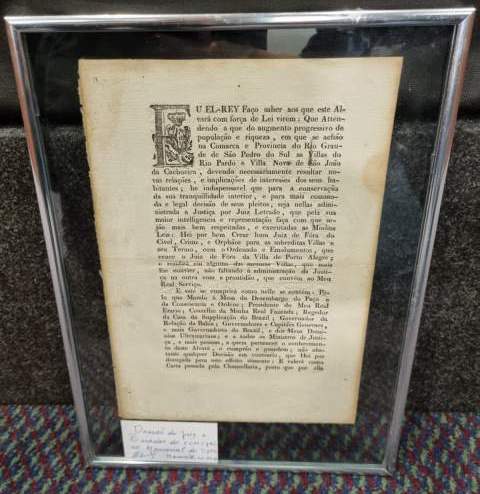 EU EL-REY Faço saber aos que este Al-
vará com força de Lei virem: Que Atten-
dendo a que do augmento progressivo de
população e riqueza, em que se achão
na Comarca e Provincia do Rio Gran-
de de São Pedro do Sul as Villas do
Rio Pardo e Villa Nova de São João
da Cachoeira, devendo necessariamente resultar no-
vas relações, e implicações de interesses dos seus ha-
bitantes; he indispensavel que para a conservação
da sua tranquillidade interior, e para mais commo-
da e legal decisão de seus pleitos, seja nellas admi-
nistrada a Justiça por Juiz Letrado, que pela sua
maior intelligencia e representação faça com que se-
jão mais bem respeitadas, e executadas as Minhas
Leis: Hei por bem Crear hum Juiz de Fóra do
Civel, Crime, e Orphãos para as sobreditas Villas e
seu Termo, com o Ordenado e Emolumentos, que
vence o Juiz de Fóra da Villa de Porto Alegre;
e residirá em alguma das mesmas Villas, que mais
lhe convier, não faltando á administração da Justi-
ça na outra com a promtidão, que convém ao Meu
Real Serviço.
E este se cumprirá como nelle se contém. Pe-
lo que Mando á Meza do Desembargo do Paço e
da Consciencia e Ordens; Presidente do Meu Real
Erario; Conselho da Minha Real Fazenda; Regedor
da Casa da Supplicação do Brazil; Governador da
Relação da Bahia; Governadores e Capitães Generaes,
e mais Governadores do Brazil, e dos Meus Domi-
nios Ultramarinos; e a todos os Ministros de Justi-
ça, e mais pessoas, a quem pertencer o conhecimen-
to deste Alvará, o cumprão e guardem; não obs-
tante qualquer Decisão em contrario, que Hei por
derogada para este effeito sómente: E valerá como
Carta passada pela Chancellaria, posto que por ella